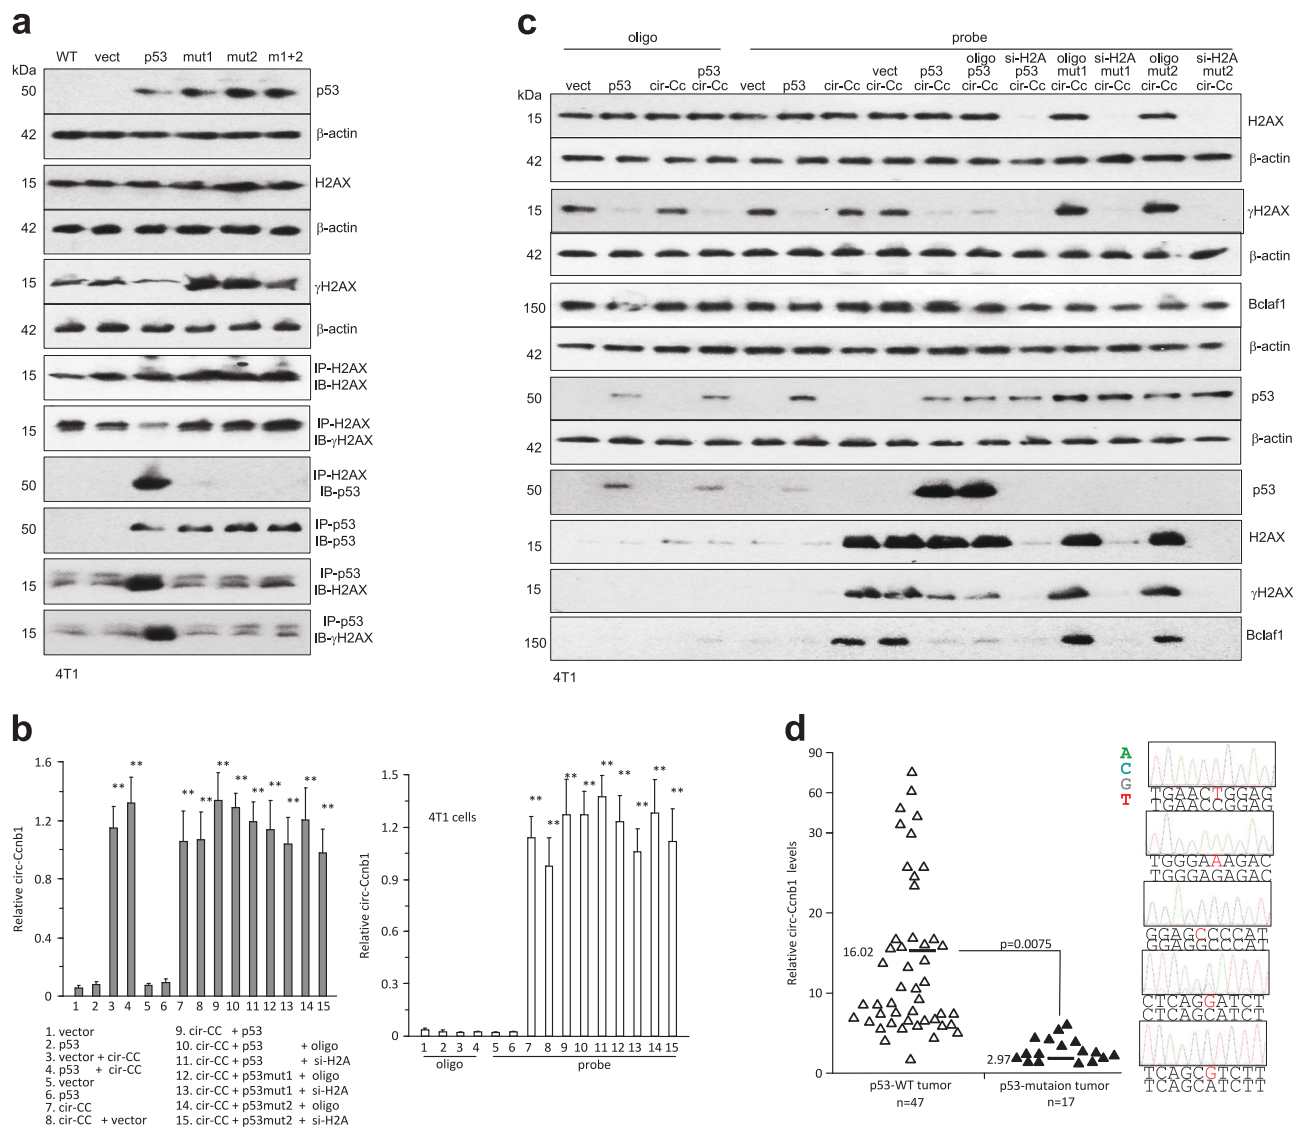 a
WT vect p53 mut1 mut2 m1+2
kDa
50 p53
42 β-actin
15 H2AX
42 β-actin
15 γH2AX
42 β-actin
15 IP-H2AX
IB-H2AX
15 IP-H2AX
IB-γH2AX
50 IP-H2AX
IB-p53
50 IP-p53
IB-p53
15 IP-p53
IB-H2AX
15 IP-p53
IB-γH2AX
4T1
c
oligo probe
p53 vect p53 oligo si-H2A oligo si-H2A oligo si-H2A
p53 p53 mut1 mut1 mut2 mut2
vect p53 cir-Cc cir-Cc vect p53 cir-Cc cir-Cc cir-Cc cir-Cc cir-Cc cir-Cc cir-Cc cir-Cc cir-Cc
kDa
15 H2AX
42 β-actin
15 γH2AX
42 β-actin
150 Bclaf1
42 β-actin
50 p53
42 β-actin
50 p53
15 H2AX
15 γH2AX
150 Bclaf1
4T1
b
Relative circ-Ccnb1
1.6
1.2
1.0
0.6
0.4
0
** ** ** ** ** ** ** ** ** ** **
1 2 3 4 5 6 7 8 9 10 11 12 13 14 15
1. vector
2. p53
3. vector + cir-CC
4. p53 + cir-CC
5. vector
6. p53
7. cir-CC
8. cir-CC + vector
9. cir-CC + p53
10. cir-CC + p53 + oligo
11. cir-CC + p53 + si-H2A
12. cir-CC + p53mut1 + oligo
13. cir-CC + p53mut1 + si-H2A
14. cir-CC + p53mut2 + oligo
15. cir-CC + p53mut2 + si-H2A
Relative circ-Ccnb1
1.5
1.2
0.9
0.6
0.3
0.0
4T1 cells
** ** ** ** ** ** ** ** **
1 2 3 4 5 6 7 8 9 10 11 12 13 14 15
oligo probe
d
Relative circ-Ccnb1 levels
90
60
30
20
10
0
16.02
p=0.0075
2.97
p53-WT tumor p53-mutaion tumor
n=47 n=17
A
C
G
T
TGAACTGGAG
TGAACCGGAG
TGGGAAAGAC
TGGGAGAGAC
GGAGCCCCAT
GGAGGCCCAT
CTCAGGATCT
CTCAGCATCT
TCAGCGTCTT
TCAGCATCTT